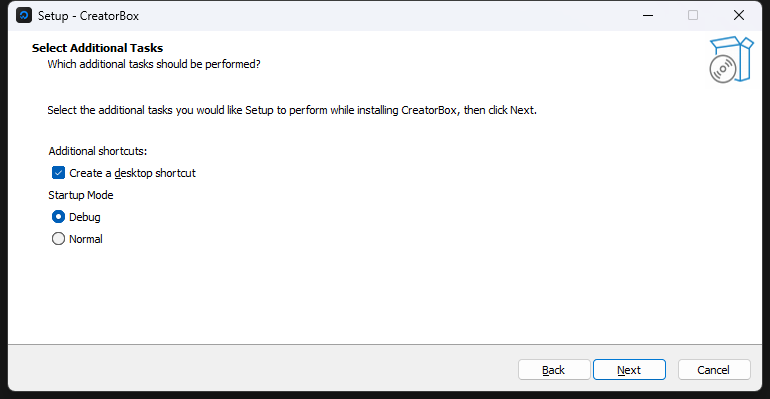 Setup - CreatorBox
Select Additional Tasks
Which additional tasks should be performed?
Select the additional tasks you would like Setup to perform while installing CreatorBox, then click Next.
Additional shortcuts:
Create a desktop shortcut
Startup Mode
Debug
Normal
Back Next Cancel